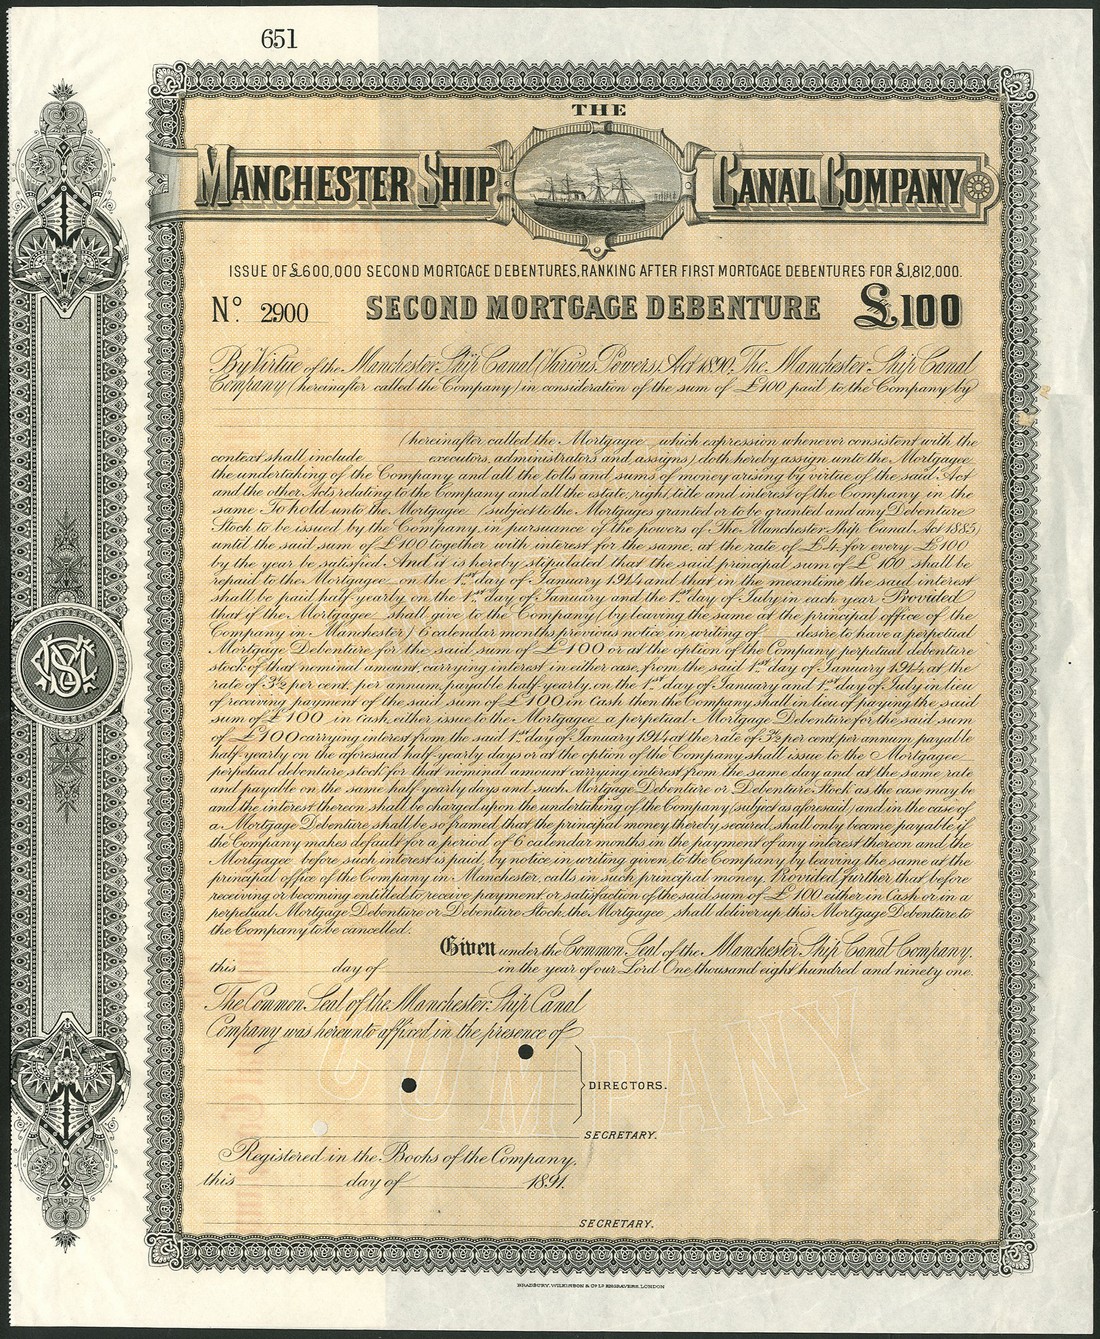 651
THE
MANCHESTER SHIP CANAL COMPANY
ISSUE OF £600,000 SECOND MORTGAGE DEBENTURES, RANKING AFTER FIRST MORTGAGE DEBENTURES FOR £1,812,000.
No. 2900 SECOND MORTGAGE DEBENTURE £100
By Virtue of the Manchester Ship Canal (Various Powers) Act 1890. The Manchester Ship Canal
Company (hereinafter called the Company) in consideration of the sum of £100 paid to the Company by
(hereinafter called the Mortgagee which expression whenever consistent with the
context shall include executors, administrators and assigns) doth hereby assign unto the Mortgagee
the undertaking of the Company and all the tolls and sums of money arising by virtue of the said Act
and the other Acts relating to the Company and all the estate, right, title and interest of the Company in the
same To hold unto the Mortgagee (subject to the Mortgages granted or to be granted and any Debenture
Stock to be issued by the Company in pursuance of the powers of The Manchester Ship Canal Act 1885)
until the said sum of £100 together with interest for the same, at the rate of £4 for every £100
by the year be satisfied And it is hereby stipulated that the said principal sum of £100 shall be
repaid to the Mortgagee on the 1st day of January 1914 and that in the meantime the said interest
shall be paid half yearly on the 1st day of January and the 1st day of July in each year Provided
that if the Mortgagee shall give to the Company (by leaving the same at the principal office of the
Company in Manchester) 6 calendar months previous notice in writing of desire to have a perpetual
Mortgage Debenture for the said sum of £100 or at the option of the Company perpetual debenture
stock of that nominal amount, carrying interest in either case, from the said 1st day of January 1914, at the
rate of 3½ per cent. per annum, payable half-yearly, on the 1st day of January and 1st day of July in lieu
of receiving payment of the said sum of £100 in cash then the Company shall in lieu of paying the said
sum of £100 in cash either issue to the Mortgagee a perpetual Mortgage Debenture for the said sum
of £100 carrying interest from the said 1st day of January 1914 at the rate of 3½ per cent. per annum payable
half-yearly on the aforesaid half-yearly days or at the option of the Company shall issue to the Mortgagee
perpetual debenture stock for that nominal amount carrying interest from the same day and at the same rate
and payable on the same half yearly days and such Mortgage Debenture or Debenture Stock as the case may be
and the interest thereon shall be charged upon the undertaking of the Company (subject as aforesaid) and in the case of
a Mortgage Debenture shall be so framed that the principal money thereby secured, shall only become payable if
the Company makes default for a period of 6 calendar months in the payment of any interest thereon and the
Mortgagee before such interest is paid, by notice in writing given to the Company by leaving the same at the
principal office of the Company in Manchester, calls in such principal money. Provided further that before
receiving or becoming entitled to receive payment or satisfaction of the said sum of £100 either in Cash or in a
perpetual Mortgage Debenture or Debenture Stock the Mortgagee shall deliver up this Mortgage Debenture to
the Company to be cancelled.
Given under the Common Seal of the Manchester Ship Canal Company.
this day of in the year of our Lord One thousand eight hundred and ninety one.
The Common Seal of the Manchester Ship Canal
Company was hereunto affixed in the presence of
DIRECTORS.
SECRETARY.
Registered in the Books of the Company,
this day of 1891.
SECRETARY.
BRADBURY, WILKINSON & Co. Ld. ENGRAVERS, LONDON